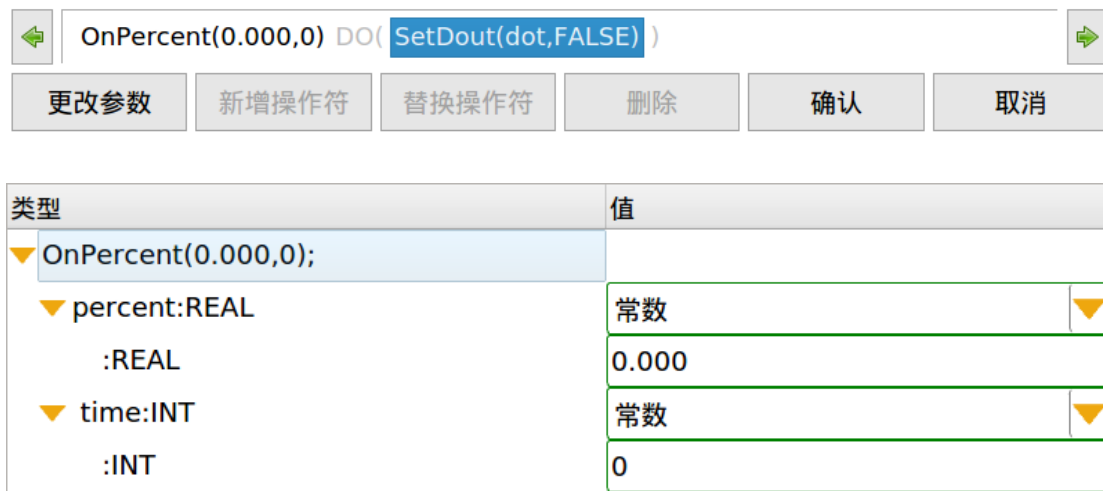 OnPercent(0.000,0) DO( SetDout(dot,FALSE) )
更改参数 新增操作符 替换操作符 删除 确认 取消
类型 值
OnPercent(0.000,0);
percent:REAL 常数
:REAL 0.000
time:INT 常数
:INT 0